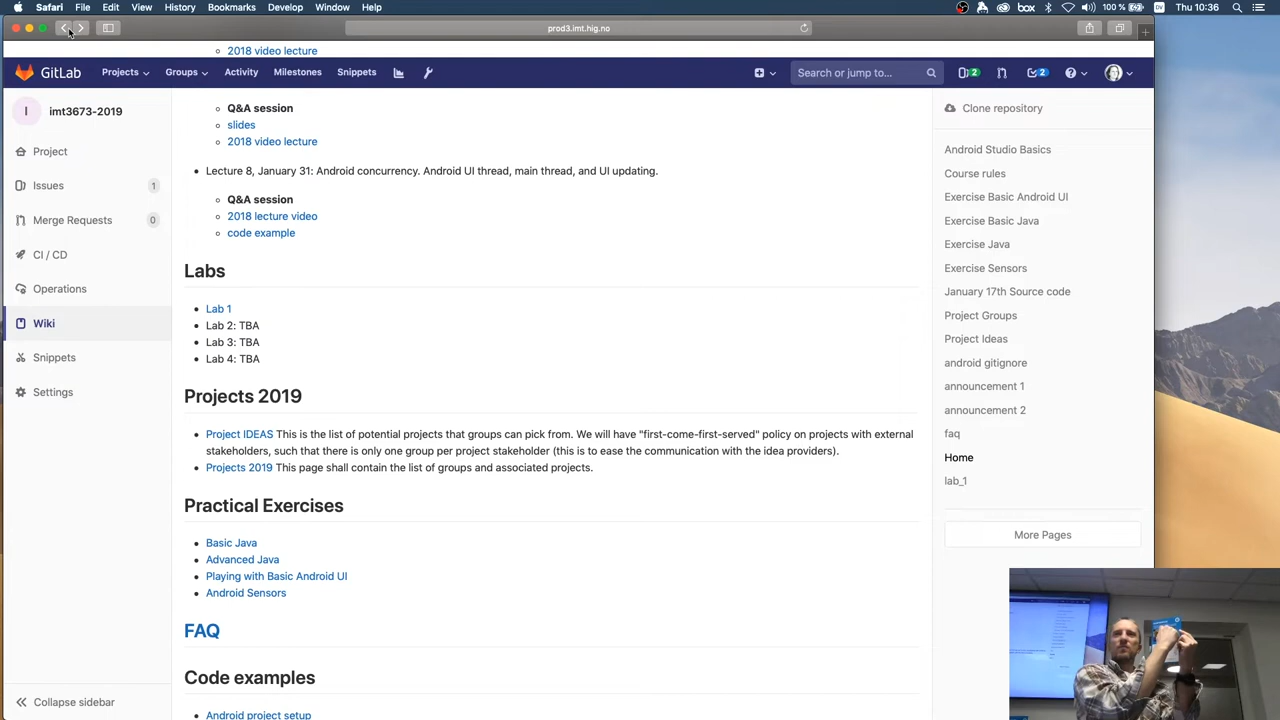 Safari File Edit View History Bookmarks Develop Window Help
box 100 % Thu 10:36
prod3.imt.hig.no
2018 video lecture
GitLab Projects Groups Activity Milestones Snippets Search or jump to... 2 2
I imt3673-2019
Project
Issues 1
Merge Requests 0
CI / CD
Operations
Wiki
Snippets
Settings
Collapse sidebar
Q&A session
slides
2018 video lecture
Lecture 8, January 31: Android concurrency. Android UI thread, main thread, and UI updating.
Q&A session
2018 lecture video
code example
Labs
Lab 1
Lab 2: TBA
Lab 3: TBA
Lab 4: TBA
Projects 2019
Project IDEAS This is the list of potential projects that groups can pick from. We will have "first-come-first-served" policy on projects with external
stakeholders, such that there is only one group per project stakeholder (this is to ease the communication with the idea providers).
Projects 2019 This page shall contain the list of groups and associated projects.
Practical Exercises
Basic Java
Advanced Java
Playing with Basic Android UI
Android Sensors
FAQ
Code examples
Android project setup
Clone repository
Android Studio Basics
Course rules
Exercise Basic Android UI
Exercise Basic Java
Exercise Java
Exercise Sensors
January 17th Source code
Project Groups
Project Ideas
android gitignore
announcement 1
announcement 2
faq
Home
lab_1
More Pages